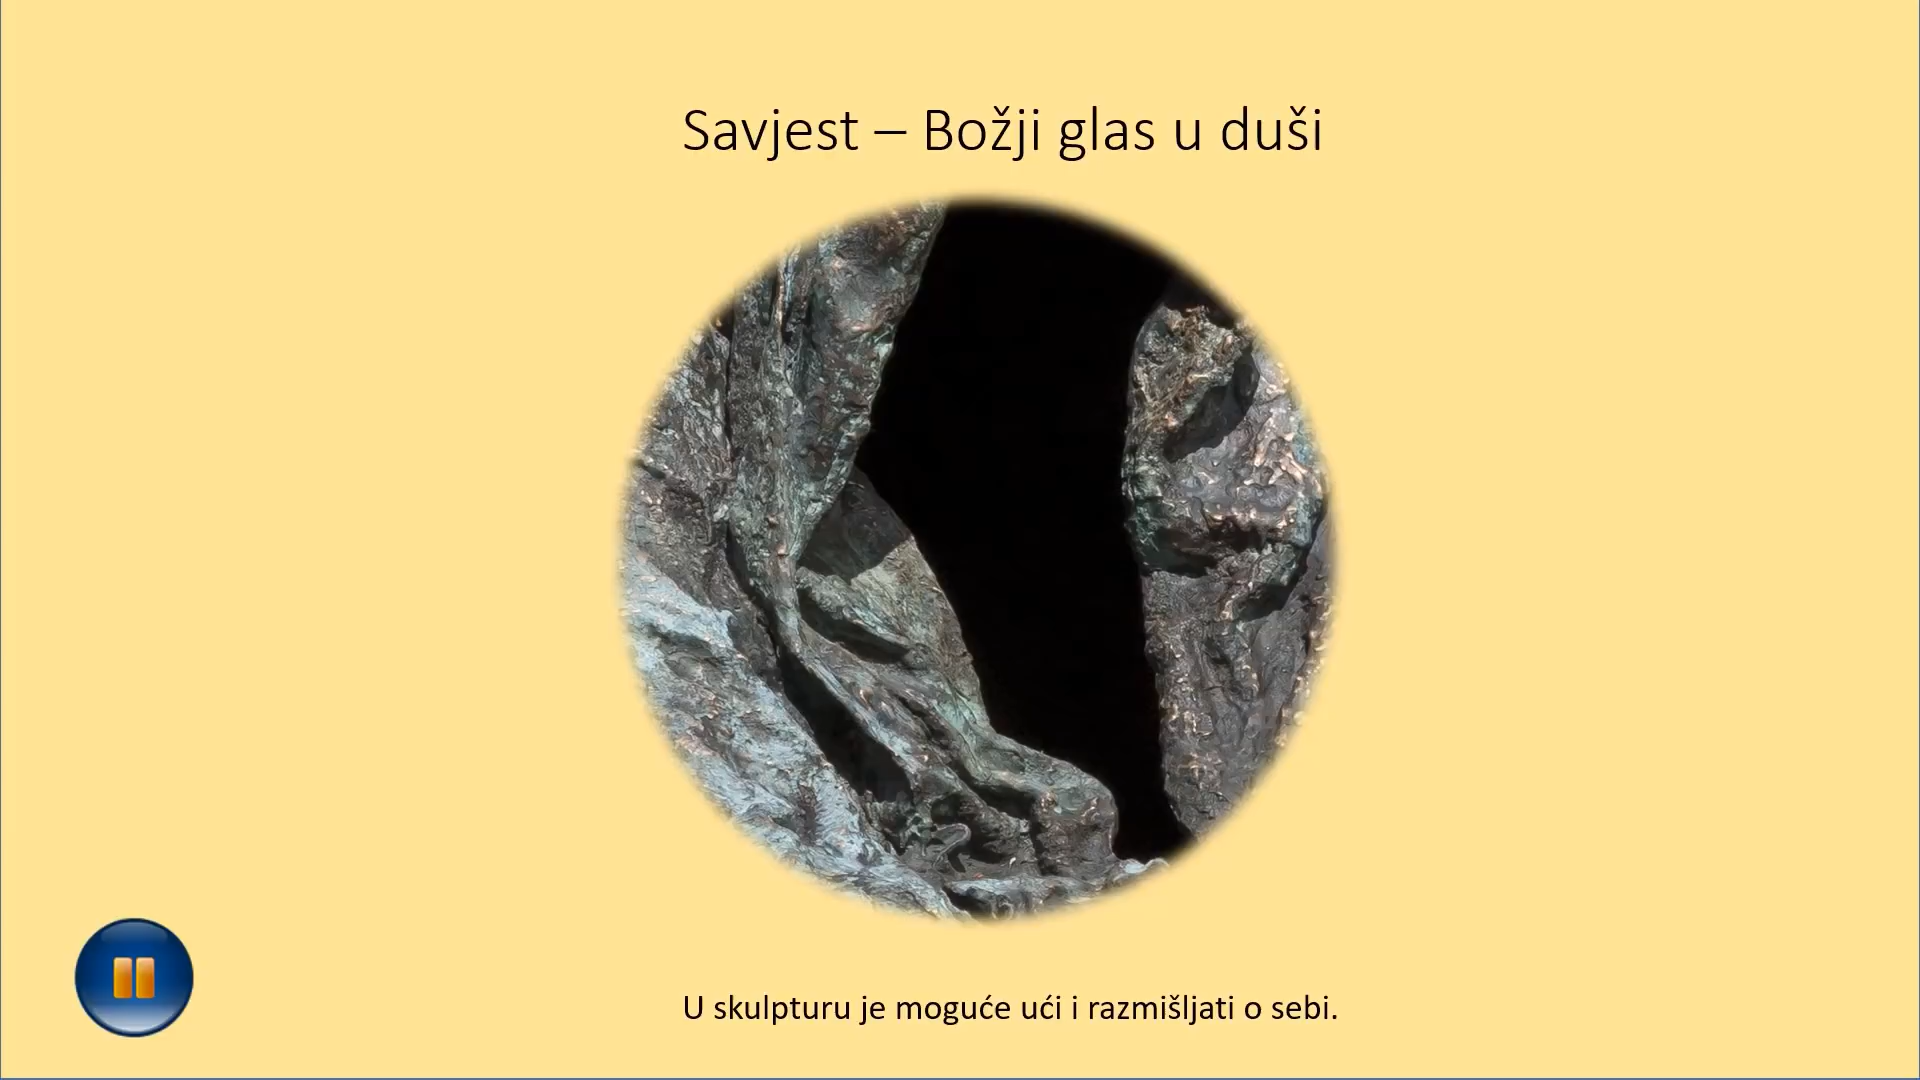 Savjest – Božji glas u duši
U skulpturu je moguće ući i razmišljati o sebi.